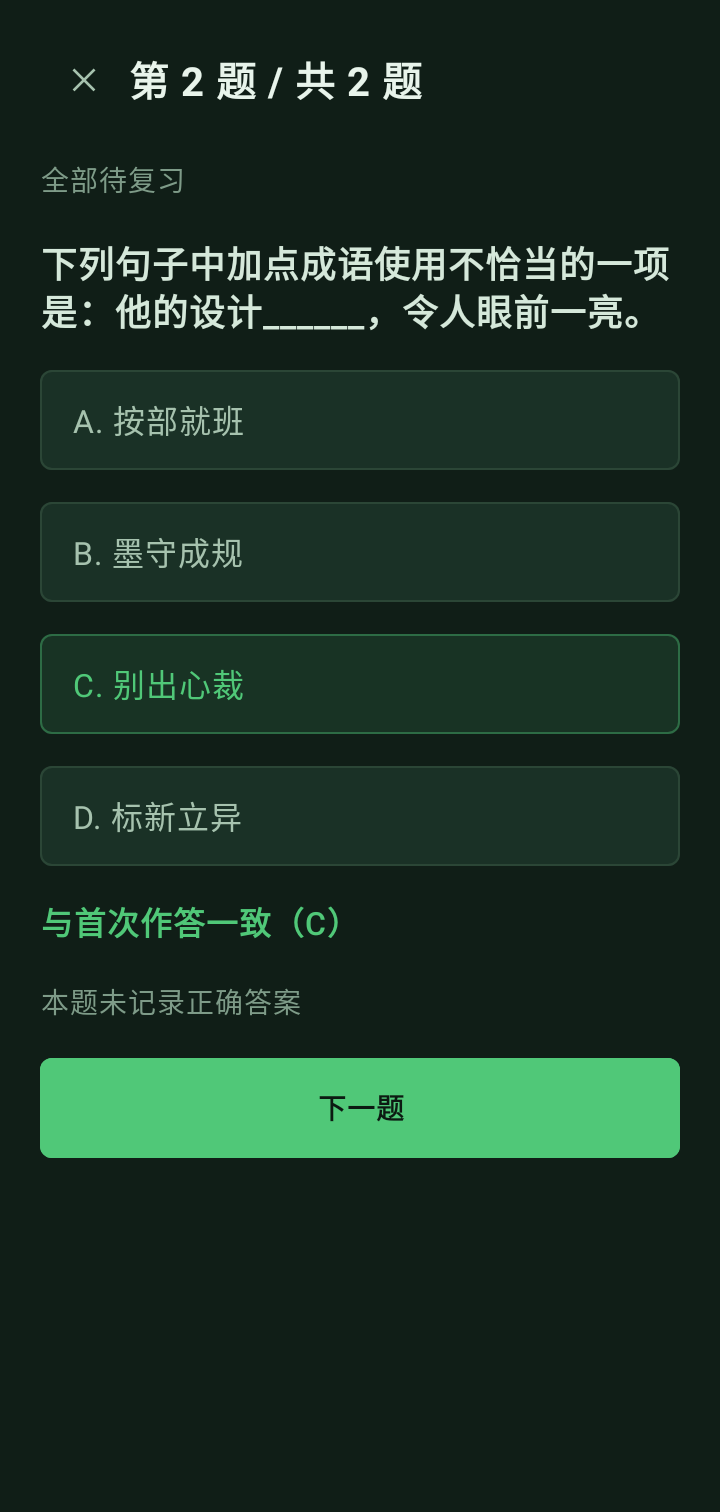 第 2 题 / 共 2 题
全部待复习
下列句子中加点成语使用不恰当的一项
是：他的设计______，令人眼前一亮。
A. 按部就班
B. 墨守成规
C. 别出心裁
D. 标新立异
与首次作答一致（C）
本题未记录正确答案
下一题